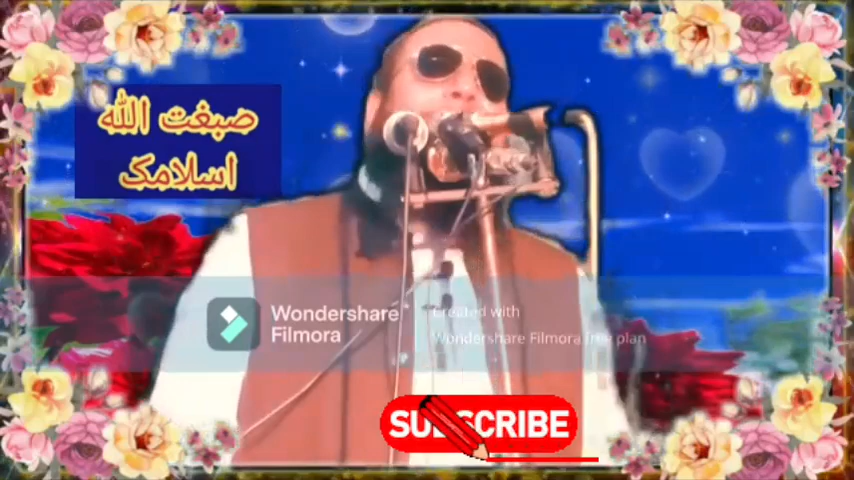 صبغت اللہ
اسلامک
Wondershare
Filmora
Created with
Wondershare Filmora free plan
SUBSCRIBE